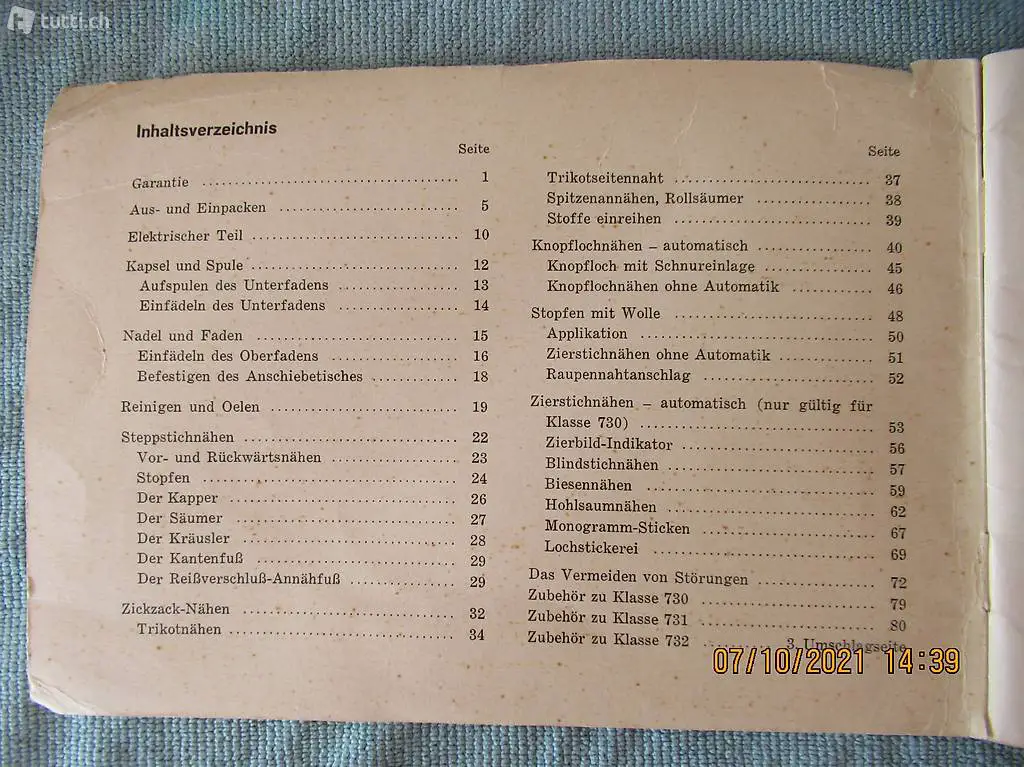 tutti.ch
Inhaltsverzeichnis
Seite
Garantie ........ 1
Aus- und Einpacken ........ 5
Elektrischer Teil ........ 10
Kapsel und Spule ........ 12
Aufspulen des Unterfadens ........ 13
Einfädeln des Unterfadens ........ 14
Nadel und Faden ........ 15
Einfädeln des Oberfadens ........ 16
Befestigen des Anschiebetisches ........ 18
Reinigen und Oelen ........ 19
Steppstichnähen ........ 22
Vor- und Rückwärtsnähen ........ 23
Stopfen ........ 24
Der Kapper ........ 26
Der Säumer ........ 27
Der Kräusler ........ 28
Der Kantenfuß ........ 29
Der Reißverschluß-Annähfuß ........ 29
Zickzack-Nähen ........ 32
Trikotnähen ........ 34
Seite
Trikotseitennaht ........ 37
Spitzenannähen, Rollsäumer ........ 38
Stoffe einreihen ........ 39
Knopflochnähen – automatisch ........ 40
Knopfloch mit Schnureinlage ........ 45
Knopflochnähen ohne Automatik ........ 46
Stopfen mit Wolle ........ 48
Applikation ........ 50
Zierstichnähen ohne Automatik ........ 51
Raupennahtanschlag ........ 52
Zierstichnähen – automatisch (nur gültig für
Klasse 730) ........ 53
Zierbild-Indikator ........ 56
Blindstichnähen ........ 57
Biesennähen ........ 59
Hohlsaumnähen ........ 62
Monogramm-Sticken ........ 67
Lochstickerei ........ 69
Das Vermeiden von Störungen ........ 72
Zubehör zu Klasse 730 ........ 79
Zubehör zu Klasse 731 ........ 80
Zubehör zu Klasse 732 ........ 3. Umschlagseite
07/10/2021 14:39